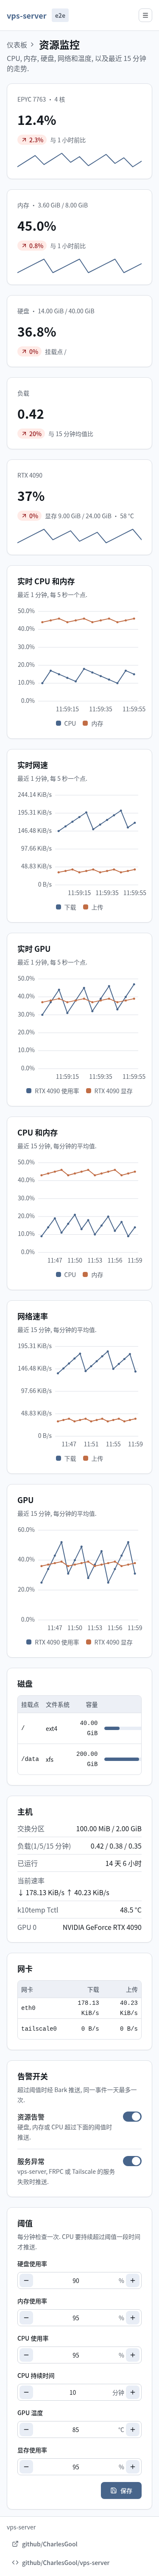 vps-server e2e
仪表板 › 资源监控
CPU, 内存, 硬盘, 网络和温度, 以及最近 15 分钟
的走势.
EPYC 7763 • 4 核
12.4%
2.3% 与 1 小时前比
内存 • 3.60 GiB / 8.00 GiB
45.0%
0.8% 与 1 小时前比
硬盘 • 14.00 GiB / 40.00 GiB
36.8%
0% 挂载点 /
负载
0.42
20% 与 15 分钟均值比
RTX 4090
37%
0% 显存 9.00 GiB / 24.00 GiB • 58 °C
实时 CPU 和内存
最近 1 分钟, 每 5 秒一个点.
50.0%
40.0%
30.0%
20.0%
10.0%
0.0%
11:59:15 11:59:35 11:59:55
CPU 内存
实时网速
最近 1 分钟, 每 5 秒一个点.
244.14 KiB/s
195.31 KiB/s
146.48 KiB/s
97.66 KiB/s
48.83 KiB/s
0 B/s
11:59:15 11:59:35 11:59:55
下载 上传
实时 GPU
最近 1 分钟, 每 5 秒一个点.
50.0%
40.0%
30.0%
20.0%
10.0%
0.0%
11:59:15 11:59:35 11:59:55
RTX 4090 使用率 RTX 4090 显存
CPU 和内存
最近 15 分钟, 每分钟的平均值.
50.0%
40.0%
30.0%
20.0%
10.0%
0.0%
11:47 11:50 11:53 11:56 11:59
CPU 内存
网络速率
最近 15 分钟, 每分钟的平均值.
195.31 KiB/s
146.48 KiB/s
97.66 KiB/s
48.83 KiB/s
0 B/s
11:47 11:51 11:55 11:59
下载 上传
GPU
最近 15 分钟, 每分钟的平均值.
60.0%
40.0%
20.0%
0.0%
11:47 11:50 11:53 11:56 11:59
RTX 4090 使用率 RTX 4090 显存
磁盘
挂载点 文件系统 容量
/ ext4 40.00 GiB
/data xfs 200.00 GiB
主机
交换分区 100.00 MiB / 2.00 GiB
负载(1/5/15 分钟) 0.42 / 0.38 / 0.35
已运行 14 天 6 小时
当前速率
↓ 178.13 KiB/s ↑ 40.23 KiB/s
k10temp Tctl 48.5 °C
GPU 0 NVIDIA GeForce RTX 4090
网卡
网卡 下载 上传
eth0 178.13 KiB/s 40.23 KiB/s
tailscale0 0 B/s 0 B/s
告警开关
超过阈值时经 Bark 推送, 同一事件一天最多一
次.
资源告警
硬盘, 内存或 CPU 超过下面的阈值时
推送.
服务异常
vps-server, FRPC 或 Tailscale 的服务
失败时推送.
阈值
每分钟检查一次. CPU 要持续超过阈值一段时间
才推送.
硬盘使用率
− 90 % +
内存使用率
− 95 % +
CPU 使用率
− 95 % +
CPU 持续时间
− 10 分钟 +
GPU 温度
− 85 °C +
显存使用率
− 95 % +
保存
vps-server
github/CharlesGool
github/CharlesGool/vps-server